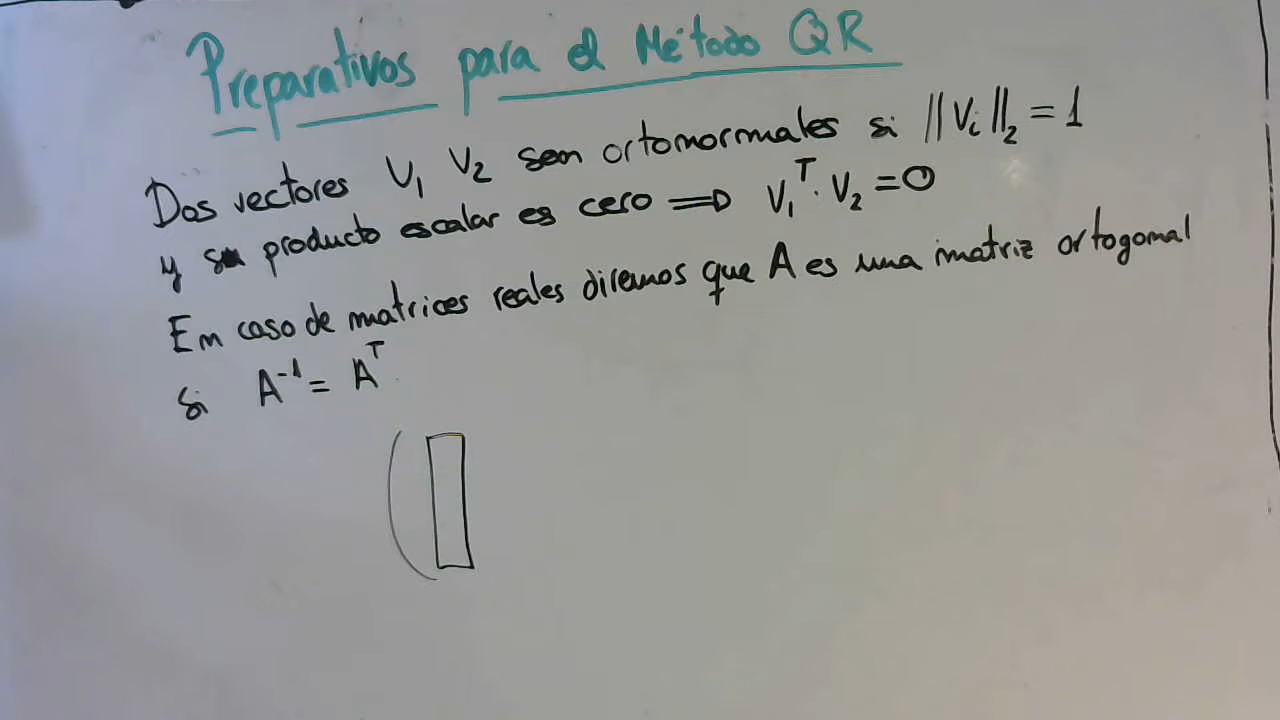 Preparativos para el Método QR
Dos vectores V₁ V₂ son ortonormales si ||Vᵢ||₂ = 1
y su producto escalar es cero ⇒ V₁ᵀ · V₂ = 0
En caso de matrices reales diremos que A es una matriz ortogonal
si A⁻¹ = Aᵀ.